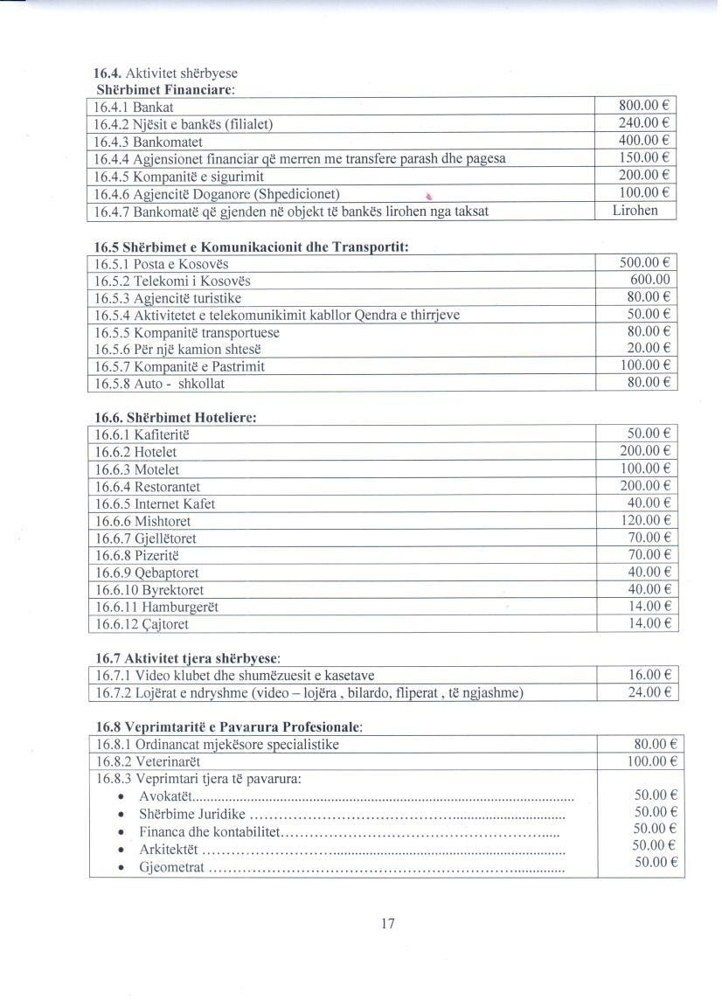 16.4. Aktivitet shërbyese
Shërbimet Financiare:
16.4.1 Bankat 800.00 €
16.4.2 Njësit e bankës (filialet) 240.00 €
16.4.3 Bankomatet 400.00 €
16.4.4 Agjensionet financiar që merren me transfere parash dhe pagesa 150.00 €
16.4.5 Kompanitë e sigurimit 200.00 €
16.4.6 Agjencitë Doganore (Shpedicionet) 100.00 €
16.4.7 Bankomatë që gjenden në objekt të bankës lirohen nga taksat Lirohen
16.5 Shërbimet e Komunikacionit dhe Transportit:
16.5.1 Posta e Kosovës 500.00 €
16.5.2 Telekomi i Kosovës 600.00
16.5.3 Agjencitë turistike 80.00 €
16.5.4 Aktivitetet e telekomunikimit kabllor Qendra e thirrjeve 50.00 €
16.5.5 Kompanitë transportuese 80.00 €
16.5.6 Për një kamion shtesë 20.00 €
16.5.7 Kompanitë e Pastrimit 100.00 €
16.5.8 Auto - shkollat 80.00 €
16.6. Shërbimet Hoteliere:
16.6.1 Kafiteritë 50.00 €
16.6.2 Hotelet 200.00 €
16.6.3 Motelet 100.00 €
16.6.4 Restorantet 200.00 €
16.6.5 Internet Kafet 40.00 €
16.6.6 Mishtoret 120.00 €
16.6.7 Gjellëtoret 70.00 €
16.6.8 Pizeritë 70.00 €
16.6.9 Qebaptoret 40.00 €
16.6.10 Byrektoret 40.00 €
16.6.11 Hamburgerët 14.00 €
16.6.12 Çajtoret 14.00 €
16.7 Aktivitet tjera shërbyese:
16.7.1 Video klubet dhe shumëzuesit e kasetave 16.00 €
16.7.2 Lojërat e ndryshme (video – lojëra , bilardo, fliperat , të ngjashme) 24.00 €
16.8 Veprimtaritë e Pavarura Profesionale:
16.8.1 Ordinancat mjekësore specialistike 80.00 €
16.8.2 Veterinarët 100.00 €
16.8.3 Veprimtari tjera të pavarura:
• Avokatët........................................................................................ 50.00 €
• Shërbime Juridike ........................................................................ 50.00 €
• Financa dhe kontabilitet............................................................... 50.00 €
• Arkitektët ..................................................................................... 50.00 €
• Gjeometrat ................................................................................... 50.00 €
17